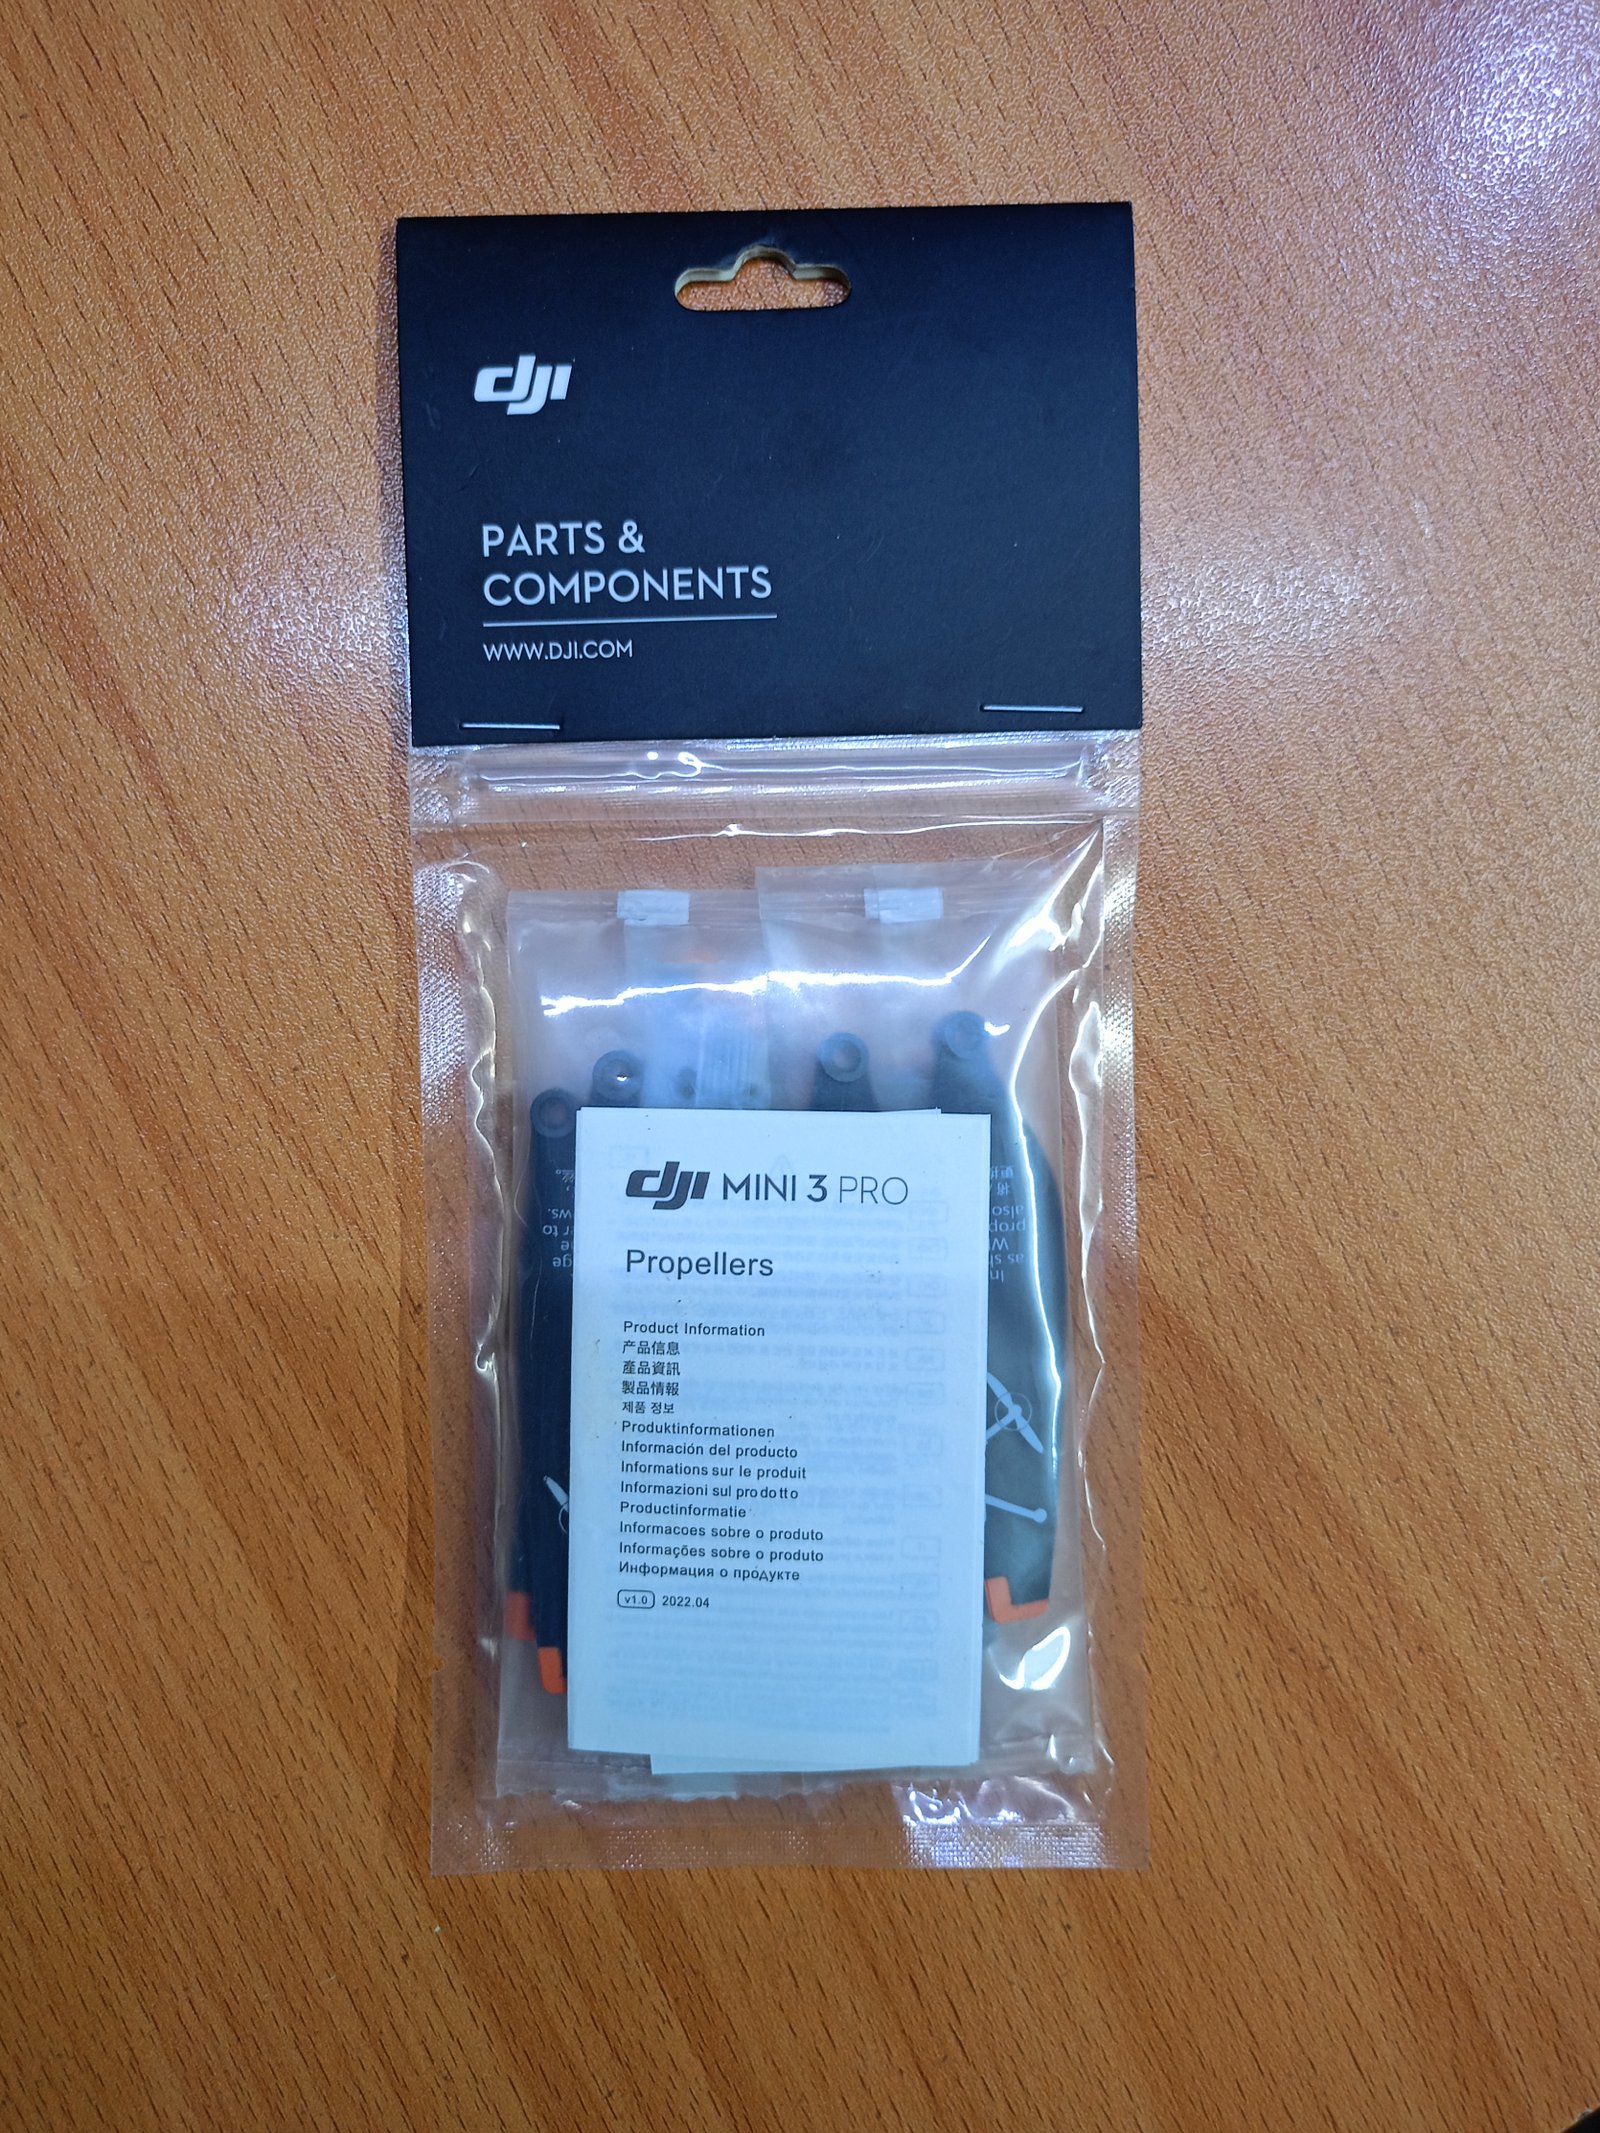 dji
PARTS &
COMPONENTS
WWW.DJI.COM
dji MINI 3 PRO
Propellers
Product Information
产品信息
產品資訊
製品情報
제품 정보
Produktinformationen
Información del producto
Informations sur le produit
Informazioni sul prodotto
Productinformatie
Informacoes sobre o produto
Informações sobre o produto
Информация о продукте
v1.0 2022.04